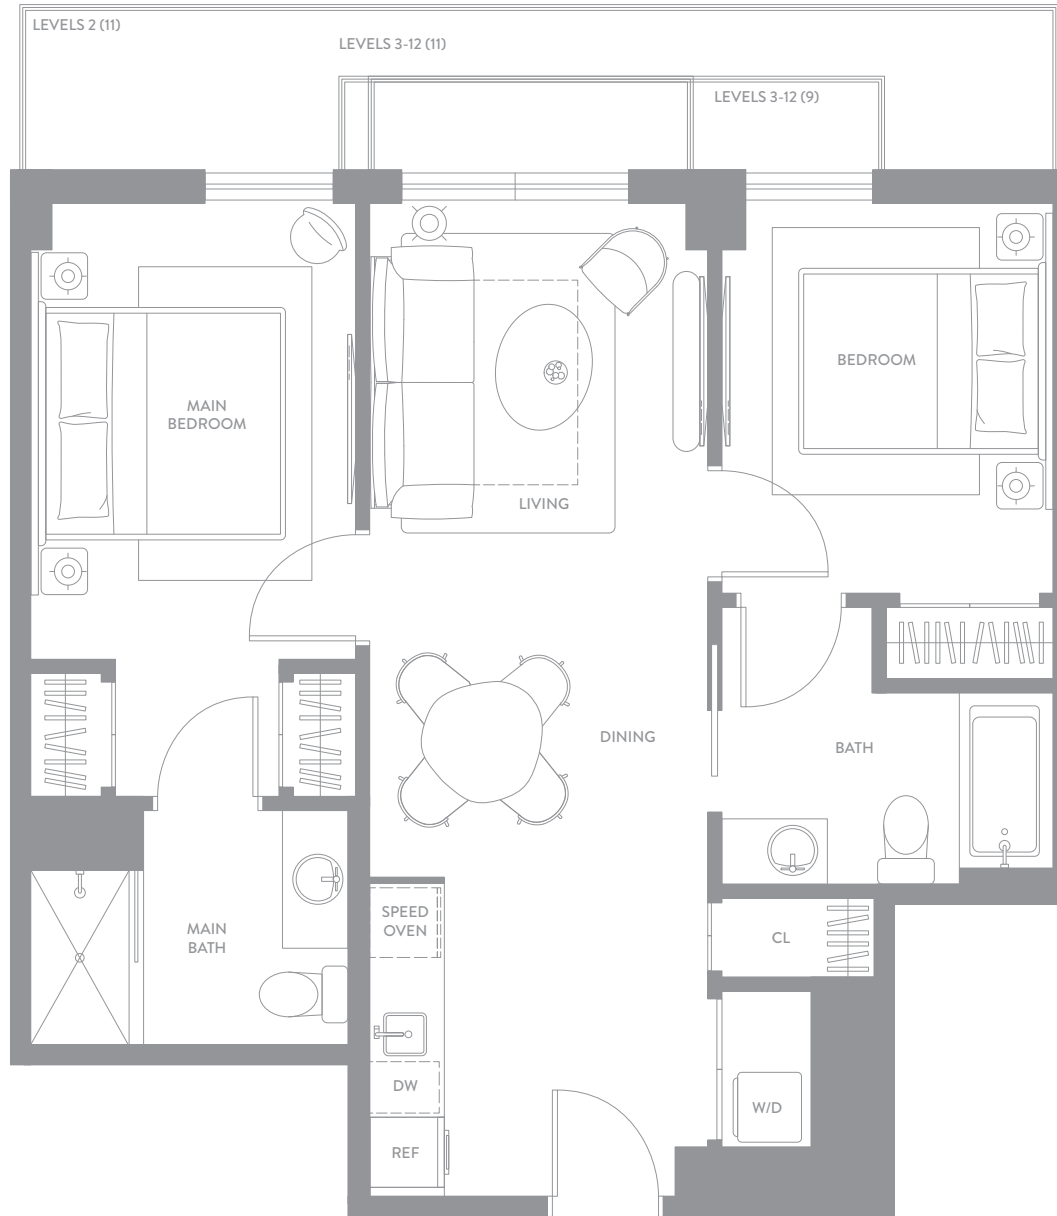 LEVELS 2 (11)
LEVELS 3-12 (11)
LEVELS 3-12 (9)
BEDROOM
MAIN
BEDROOM
LIVING
DINING
BATH
SPEED
OVEN
MAIN
BATH
CL
DW
W/D
REF